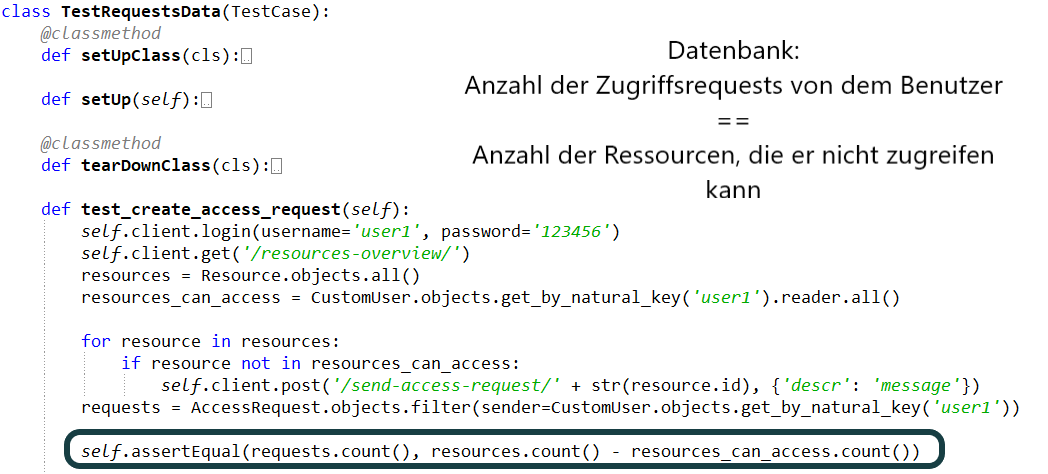 class TestRequestsData(TestCase):
@classmethod
def setUpClass(cls):
def setUp(self):
@classmethod
def tearDownClass(cls):
def test_create_access_request(self):
self.client.login(username='user1', password='123456')
self.client.get('/resources-overview/')
resources = Resource.objects.all()
resources_can_access = CustomUser.objects.get_by_natural_key('user1').reader.all()
for resource in resources:
if resource not in resources_can_access:
self.client.post('/send-access-request/' + str(resource.id), {'descr': 'message'})
requests = AccessRequest.objects.filter(sender=CustomUser.objects.get_by_natural_key('user1'))
self.assertEqual(requests.count(), resources.count() - resources_can_access.count())
Datenbank:
Anzahl der Zugriffsrequests von dem Benutzer
==
Anzahl der Ressourcen, die er nicht zugreifen
kann